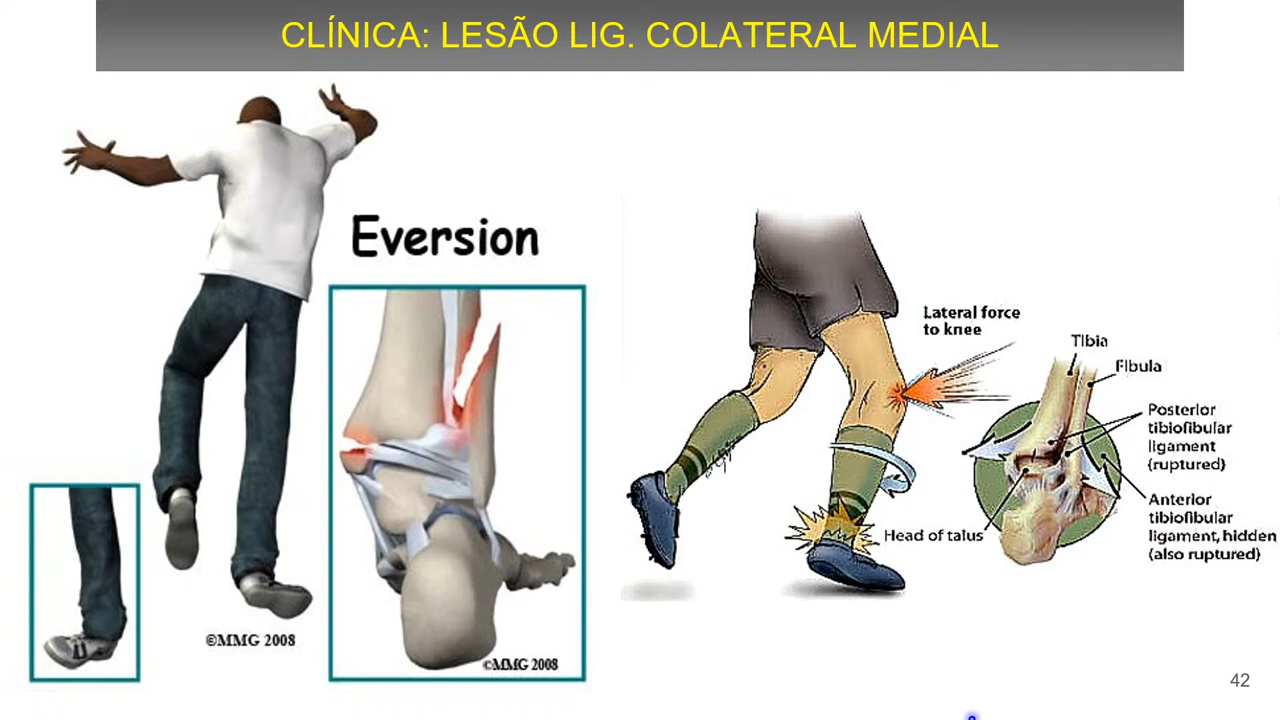 CLÍNICA: LESÃO LIG. COLATERAL MEDIAL
Eversion
©MMG 2008
©MMG 2008
Lateral force
to knee
Tibia
Fibula
Posterior
tibiofibular
ligament
(ruptured)
Head of talus
Anterior
tibiofibular
ligament, hidden
(also ruptured)
42